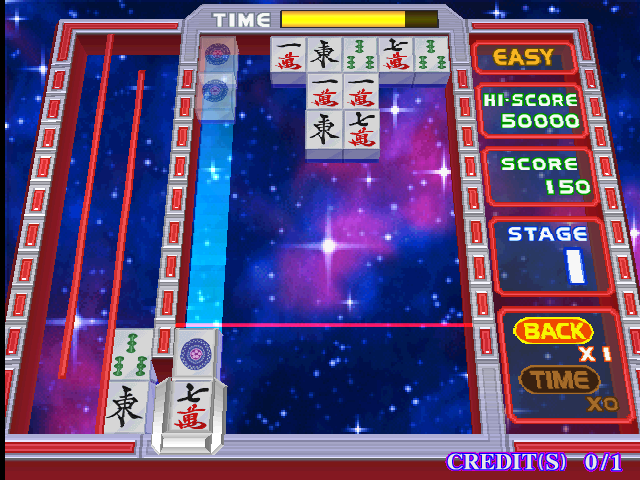 TIME
一萬 東 七萬
一萬 一萬
東 七萬
EASY
HI-SCORE
50000
SCORE
150
STAGE
1
BACK
X1
TIME
X0
東 七萬
CREDIT(S) 0/1